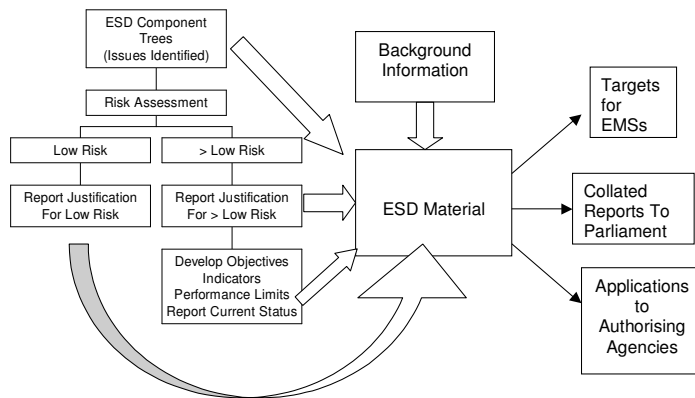 ESD Component
Trees
(Issues Identified)
Risk Assessment
Low Risk
> Low Risk
Report Justification
For Low Risk
Report Justification
For > Low Risk
Develop Objectives
Indicators
Performance Limits
Report Current Status
Background
Information
ESD Material
Targets
for
EMSs
Collated
Reports To
Parliament
Applications
to
Authorising
Agencies